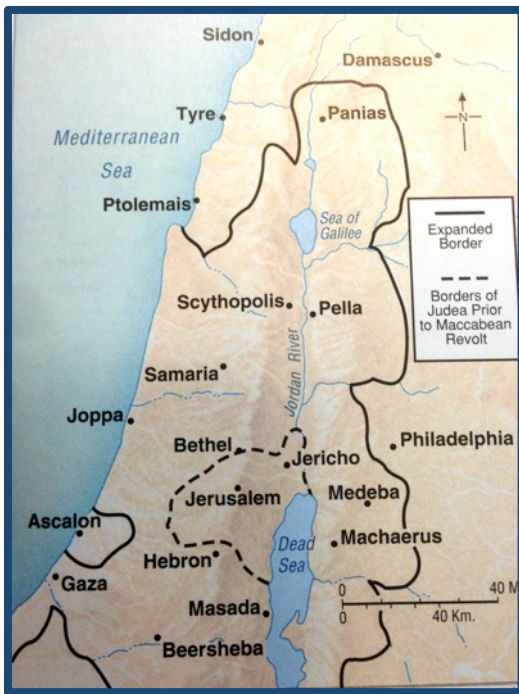 Sidon
Damascus
Tyre
Panias
N
Mediterranean
Sea
Ptolemais
Sea of
Galilee
Expanded
Border
Borders of
Judea Prior
to Maccabean
Revolt
Scythopolis
Pella
Jordan River
Samaria
Joppa
Philadelphia
Bethel
Jericho
Jerusalem
Medeba
Ascalon
Dead
Sea
Machaerus
Hebron
Gaza
0 40 M
0 40 Km.
Masada
Beersheba